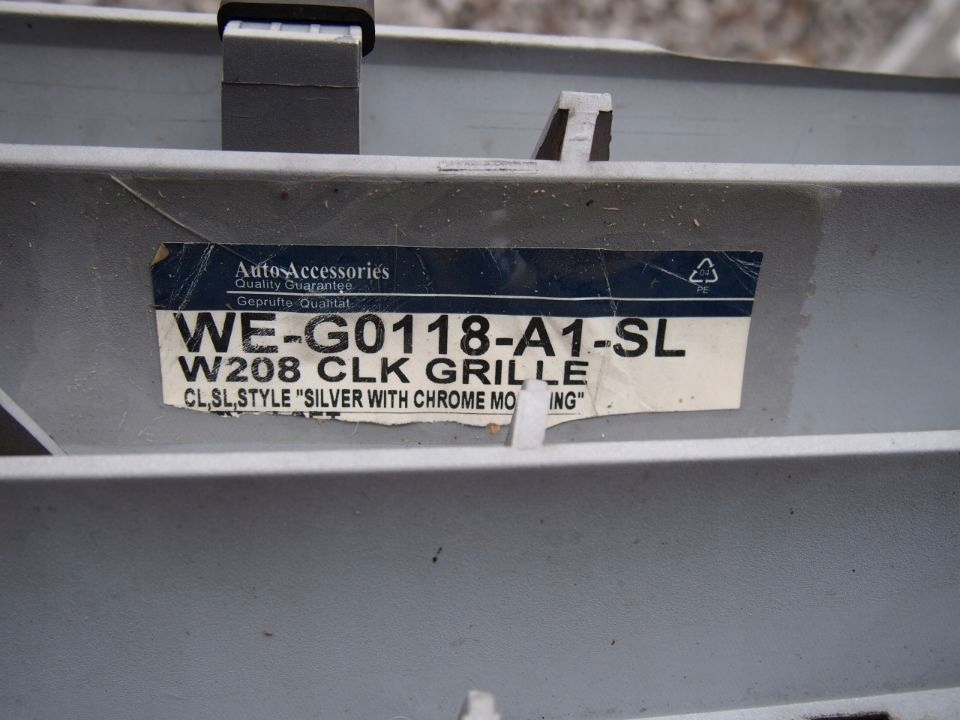 Auto Accessories
Quality Guarantee
Geprufte Qualitat
04
PE
WE-G0118-A1-SL
W208 CLK GRILLE
CL,SL,STYLE "SILVER WITH CHROME